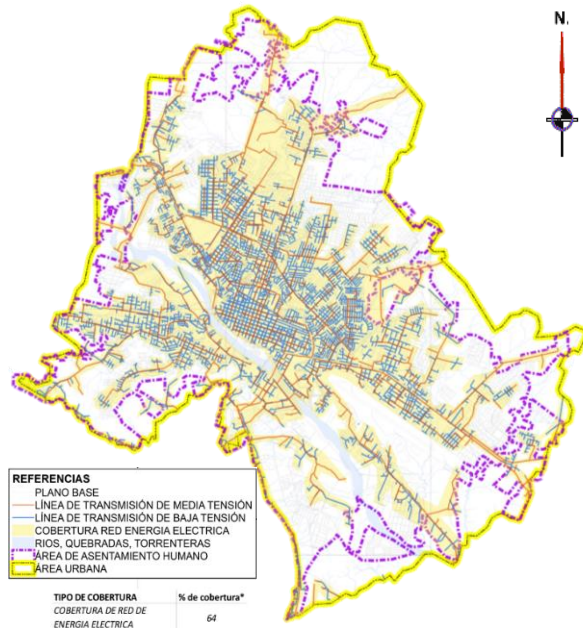 N.
REFERENCIAS
PLANO BASE
LÍNEA DE TRANSMISIÓN DE MEDIA TENSIÓN
LÍNEA DE TRANSMISIÓN DE BAJA TENSIÓN
COBERTURA RED ENERGIA ELECTRICA
RIOS, QUEBRADAS, TORRENTERAS
ÁREA DE ASENTAMIENTO HUMANO
ÁREA URBANA
TIPO DE COBERTURA % de cobertura*
COBERTURA DE RED DE
ENERGIA ELECTRICA 64